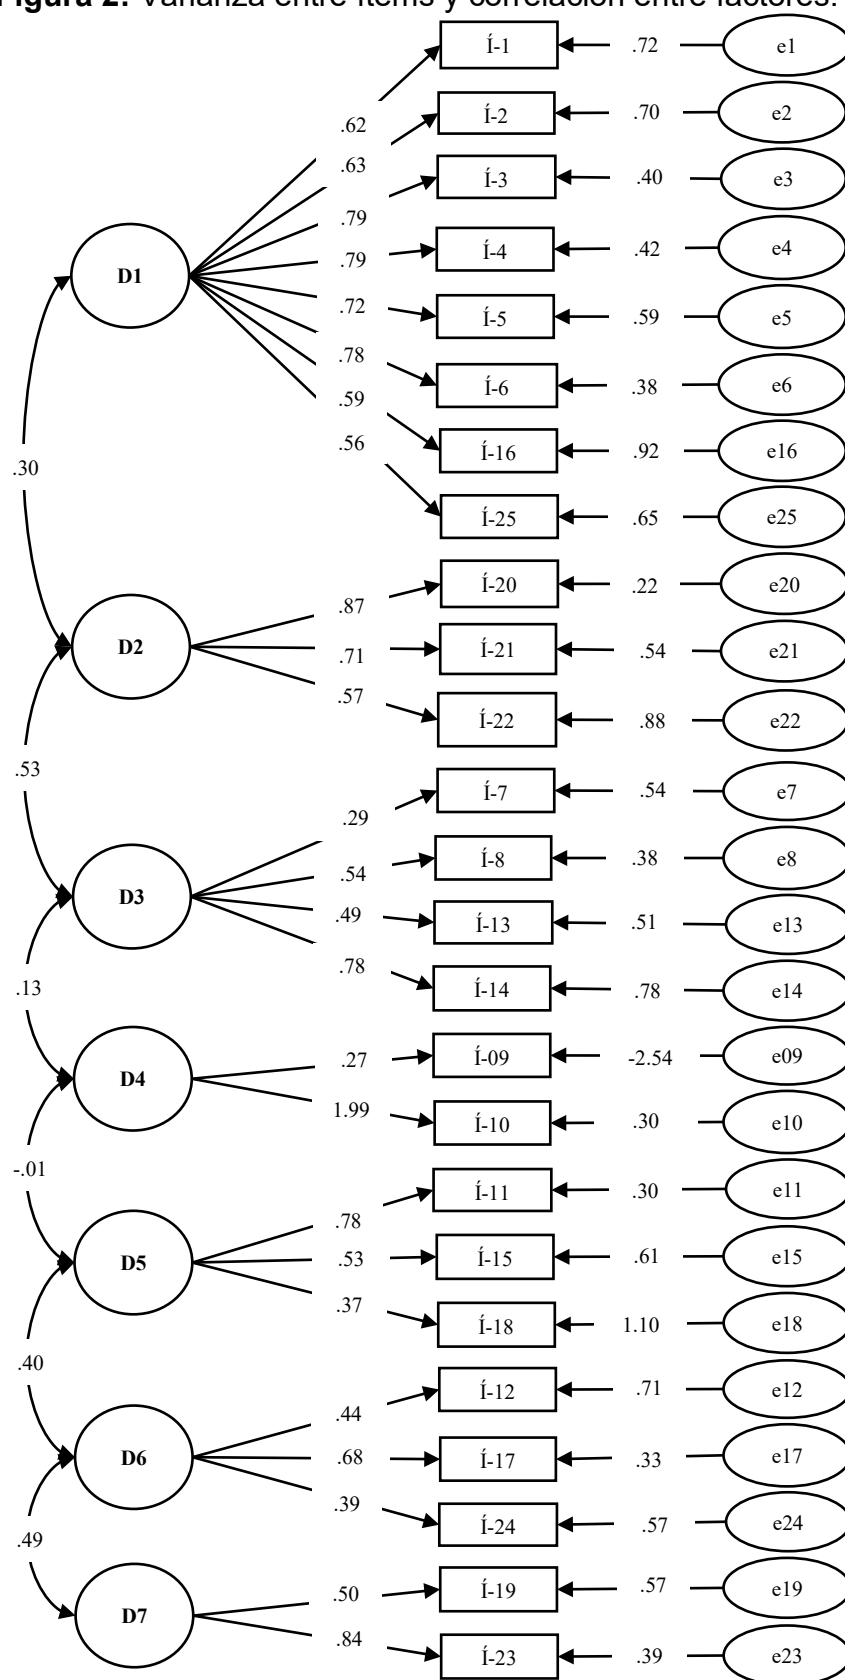 Figura 2. Varianza entre ítems y correlación entre factores.
Í-1 .72 e1
.62
Í-2 .70 e2
.63
Í-3 .40 e3
.79
D1
.79 Í-4 .42 e4
.72 Í-5 .59 e5
.78
Í-6 .38 e6
.59
.56 Í-16 .92 e16
.30
Í-25 .65 e25
.87 Í-20 .22 e20
D2
.71 Í-21 .54 e21
.57
Í-22 .88 e22
.53
Í-7 .54 e7
.29
Í-8 .38 e8
.54
D3
.49 Í-13 .51 e13
.78
.13 Í-14 .78 e14
.27 Í-09 -2.54 e09
D4
1.99 Í-10 .30 e10
-.01
Í-11 .30 e11
.78
D5
.53 Í-15 .61 e15
.37
Í-18 1.10 e18
.40
Í-12 .71 e12
.44
D6
.68 Í-17 .33 e17
.39
Í-24 .57 e24
.49
.50 Í-19 .57 e19
D7
.84 Í-23 .39 e23